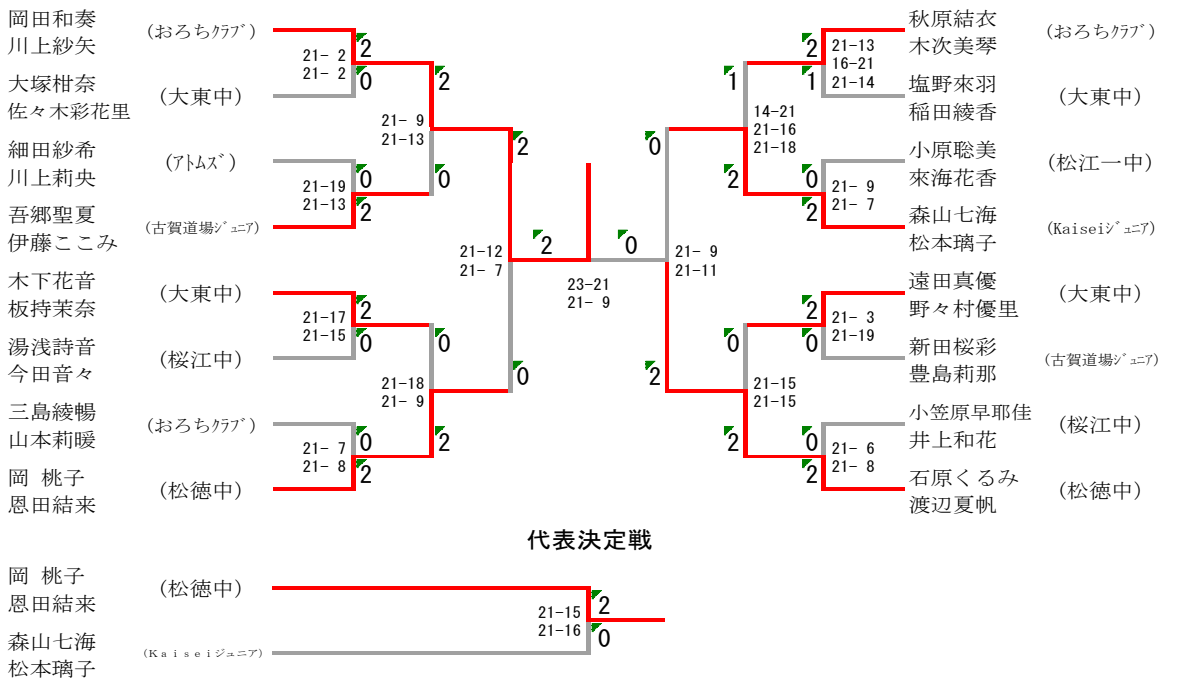 岡田和奏
川上紗矢
(おろちｸﾗﾌﾞ)
21- 2
21- 2
2
0
大塚柑奈
佐々木彩花里
(大東中)
2
21- 9
21-13
0
細田紗希
川上莉央
(ｱﾄﾑｽﾞ)
21-19
21-13
0
2
吾郷聖夏
伊藤ここみ
(古賀道場ｼﾞｭﾆｱ)
2
21-12
21- 7
0
木下花音
板持茉奈
(大東中)
21-17
21-15
2
0
湯浅詩音
今田音々
(桜江中)
0
21-18
21- 9
2
三島綾暢
山本莉暖
(おろちｸﾗﾌﾞ)
21- 7
21- 8
0
2
岡 桃子
恩田結来
(松徳中)
2
0
23-21
21- 9
秋原結衣
木次美琴
(おろちｸﾗﾌﾞ)
2
1
21-13
16-21
21-14
塩野來羽
稲田綾香
(大東中)
1
14-21
21-16
21-18
2
小原聡美
來海花香
(松江一中)
0
2
21- 9
21- 7
森山七海
松本璃子
(Kaiseiｼﾞｭﾆｱ)
0
21- 9
21-11
2
遠田真優
野々村優里
(大東中)
2
0
21- 3
21-19
新田桜彩
豊島莉那
(古賀道場ｼﾞｭﾆｱ)
0
21-15
21-15
2
小笠原早耶佳
井上和花
(桜江中)
0
2
21- 6
21- 8
石原くるみ
渡辺夏帆
(松徳中)
代表決定戦
岡 桃子
恩田結来
(松徳中)
21-15
21-16
2
0
森山七海
松本璃子
(Ｋａｉｓｅｉジュニア)